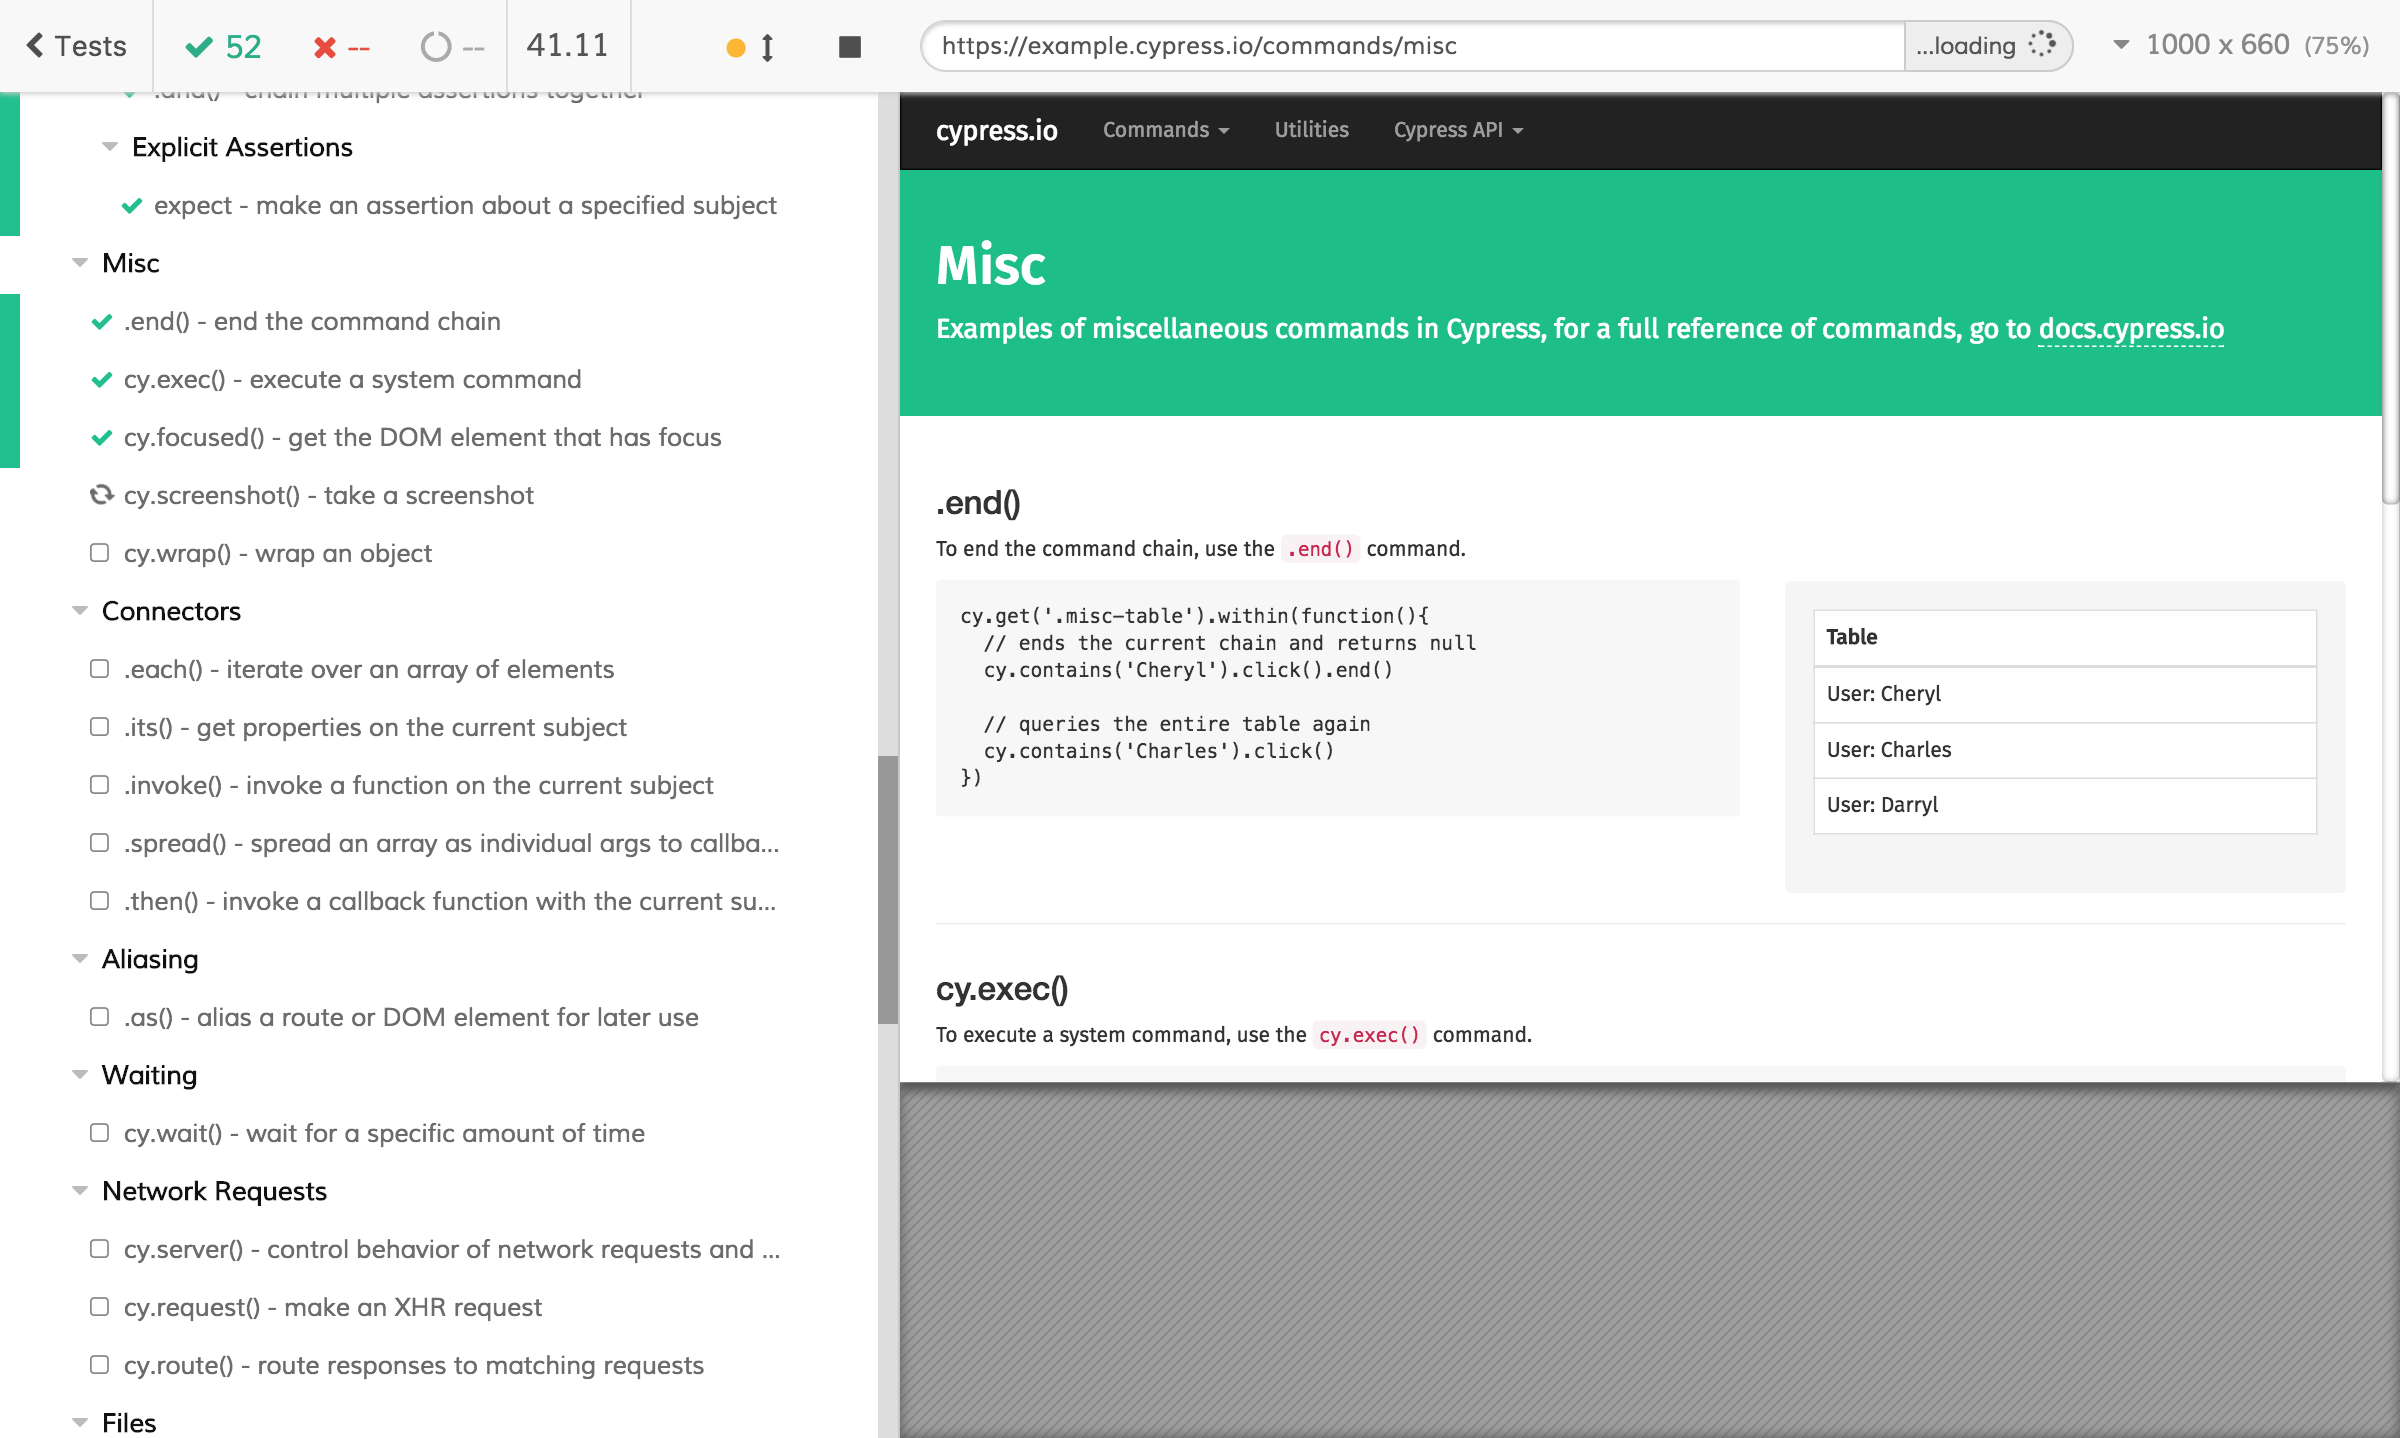 Tests
52
--
--
41.11
https://example.cypress.io/commands/misc
...loading
1000 x 660 (75%)
.and() - chain multiple assertions together
Explicit Assertions
expect - make an assertion about a specified subject
Misc
.end() - end the command chain
cy.exec() - execute a system command
cy.focused() - get the DOM element that has focus
cy.screenshot() - take a screenshot
cy.wrap() - wrap an object
Connectors
.each() - iterate over an array of elements
.its() - get properties on the current subject
.invoke() - invoke a function on the current subject
.spread() - spread an array as individual args to callba...
.then() - invoke a callback function with the current su...
Aliasing
.as() - alias a route or DOM element for later use
Waiting
cy.wait() - wait for a specific amount of time
Network Requests
cy.server() - control behavior of network requests and ...
cy.request() - make an XHR request
cy.route() - route responses to matching requests
Files
cypress.io
Commands
Utilities
Cypress API
Misc
Examples of miscellaneous commands in Cypress, for a full reference of commands, go to docs.cypress.io
.end()
To end the command chain, use the .end() command.
cy.get('.misc-table').within(function(){
// ends the current chain and returns null
cy.contains('Cheryl').click().end()
// queries the entire table again
cy.contains('Charles').click()
})
Table
User: Cheryl
User: Charles
User: Darryl
cy.exec()
To execute a system command, use the cy.exec() command.